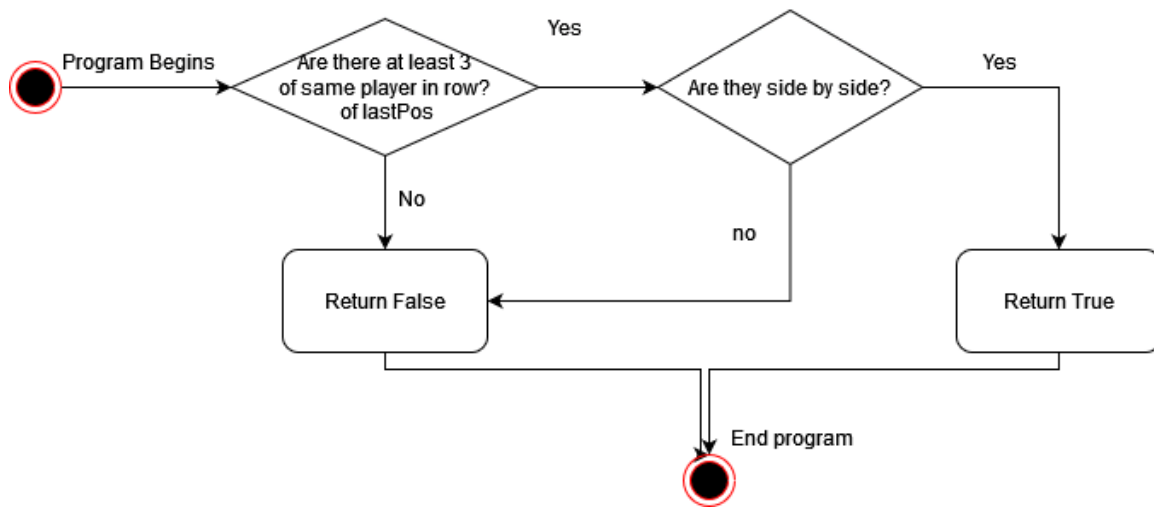 Program Begins
Are there at least 3
of same player in row?
of lastPos
Yes
Are they side by side?
Yes
No
no
Return False
Return True
End program